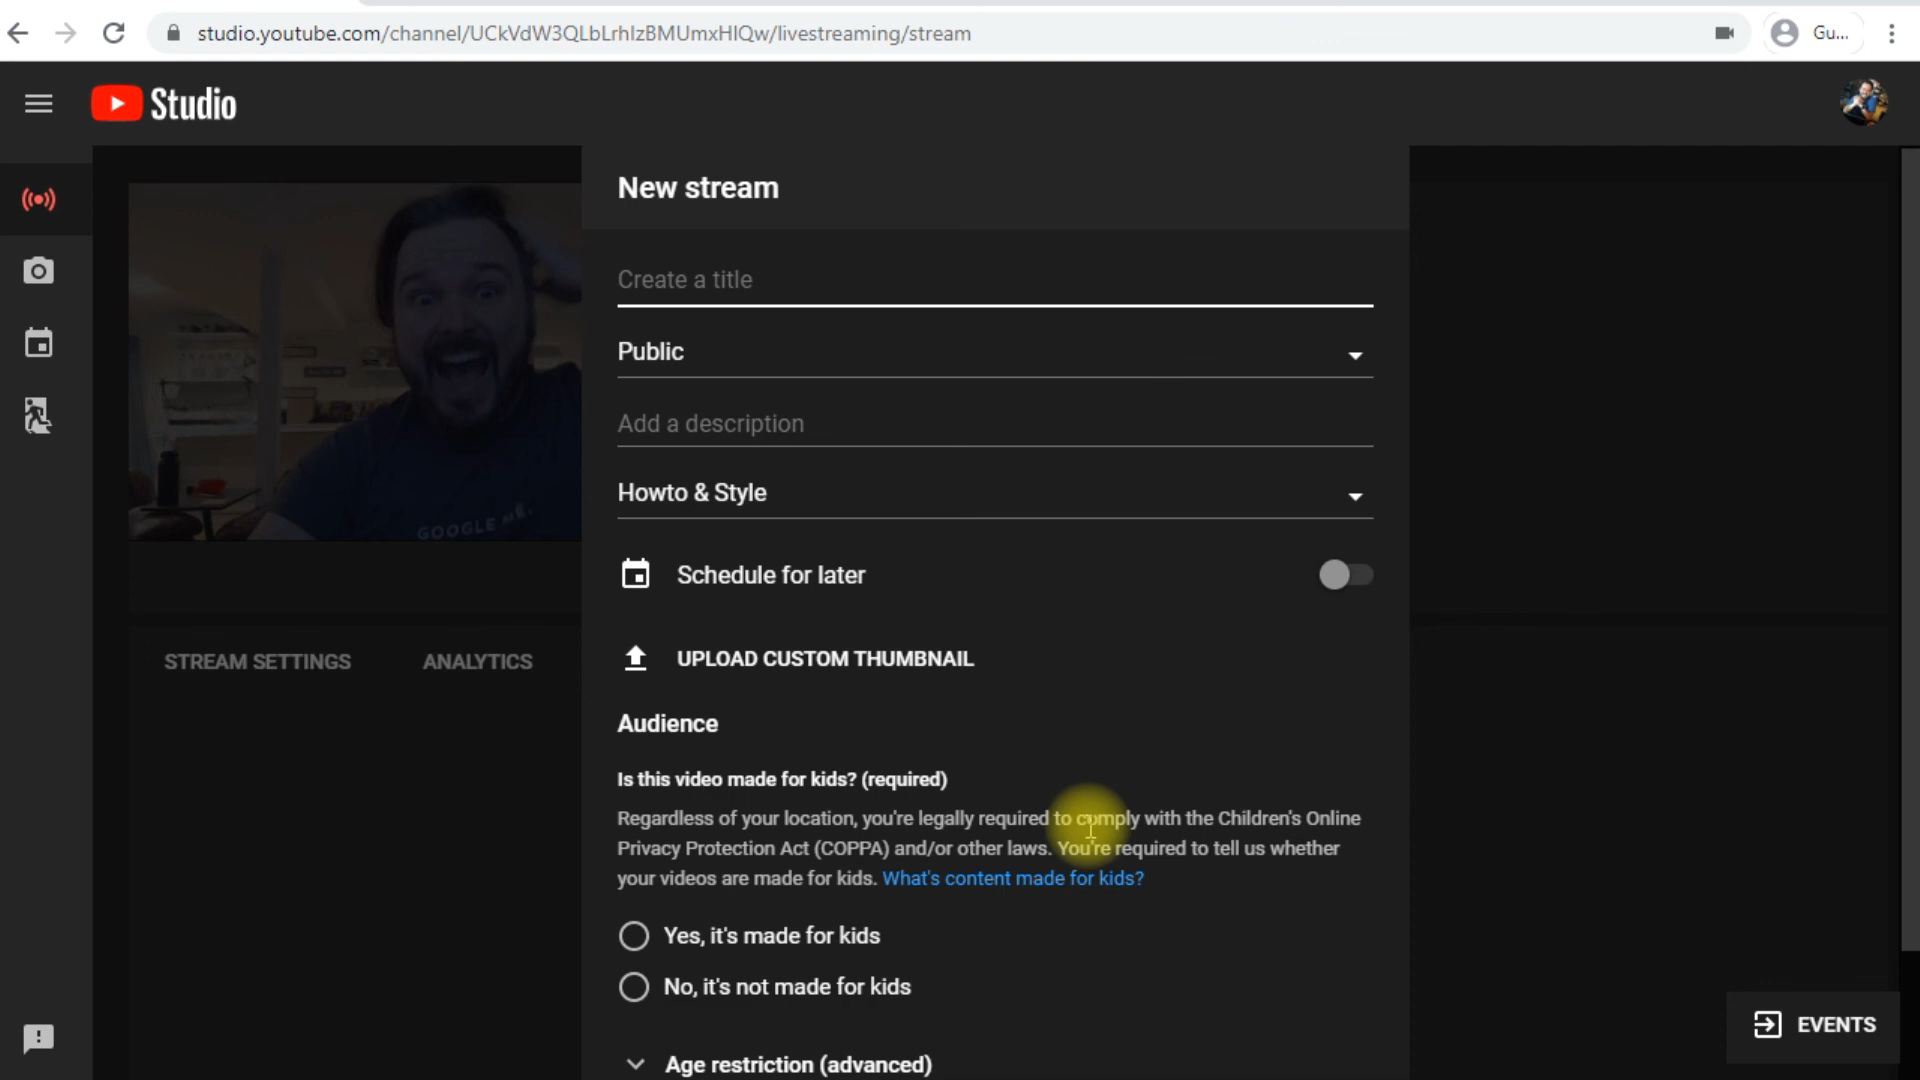 studio.youtube.com/channel/UCkVdW3QLbLrhIzBMUmxHIQw/livestreaming/stream
Gu...
Studio
New stream
Create a title
Public
Add a description
GOOGLE ME.
Howto & Style
Schedule for later
STREAM SETTINGS
ANALYTICS
UPLOAD CUSTOM THUMBNAIL
Audience
Is this video made for kids? (required)
Regardless of your location, you're legally required to comply with the Children's Online
Privacy Protection Act (COPPA) and/or other laws. You're required to tell us whether
your videos are made for kids. What's content made for kids?
Yes, it's made for kids
No, it's not made for kids
EVENTS
Age restriction (advanced)